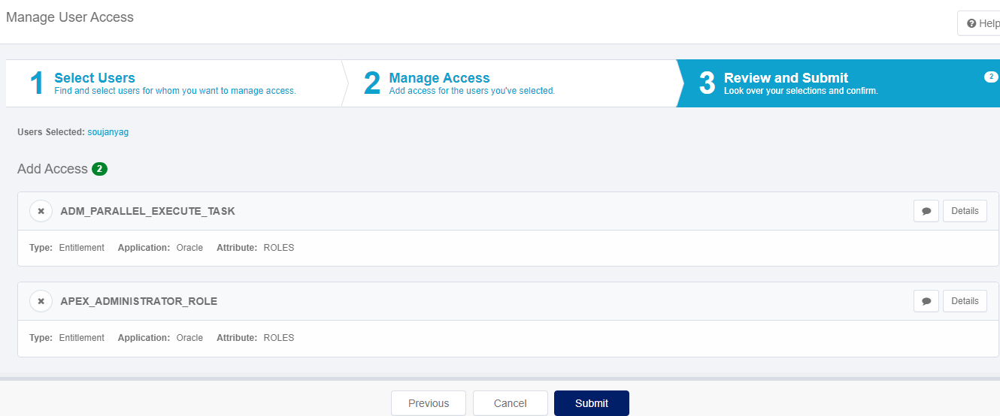 Manage User Access
Help
1 Select Users
Find and select users for whom you want to manage access.
2 Manage Access
Add access for the users you've selected.
3 Review and Submit 2
Look over your selections and confirm.
Users Selected: soujanyag
Add Access 2
ADM_PARALLEL_EXECUTE_TASK Details
Type: Entitlement Application: Oracle Attribute: ROLES
APEX_ADMINISTRATOR_ROLE Details
Type: Entitlement Application: Oracle Attribute: ROLES
Previous Cancel Submit